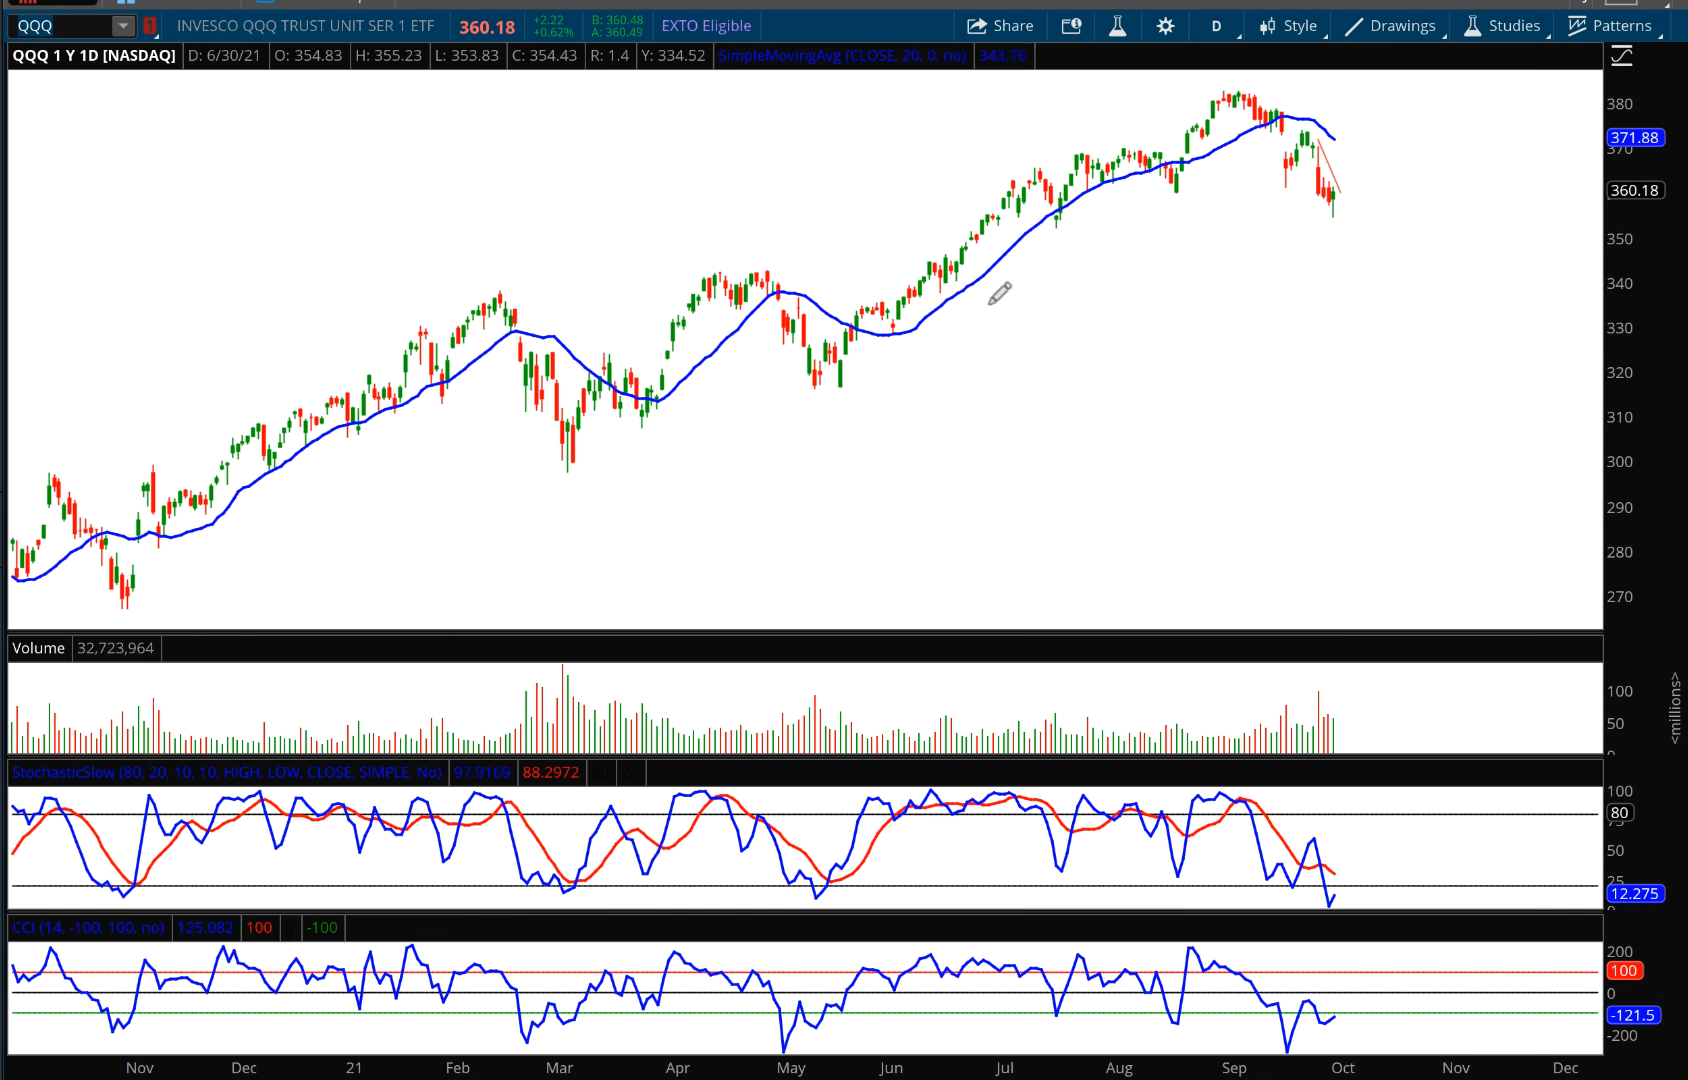 QQQ
1
INVESCO QQQ TRUST UNIT SER 1 ETF
360.18
+2.22
+0.62%
B: 360.48
A: 360.49
EXTO Eligible
Share
D
Style
Drawings
Studies
Patterns
QQQ 1 Y 1D [NASDAQ]
D: 6/30/21
O: 354.83
H: 355.23
L: 353.83
C: 354.43
R: 1.4
Y: 334.52
SimpleMovingAvg (CLOSE, 20, 0, no)
343.76
380
371.88
370
360.18
350
340
330
320
310
300
290
280
270
Volume
32,723,964
100
50
<millions>
StochasticSlow (80, 20, 10, 10, HIGH, LOW, CLOSE, SIMPLE, No)
97.9169
88.2972
100
80
75
50
25
12.275
CCI (14, -100, 100, no)
125.082
100
-100
200
100
0
-121.5
-200
Nov
Dec
21
Feb
Mar
Apr
May
Jun
Jul
Aug
Sep
Oct
Nov
Dec